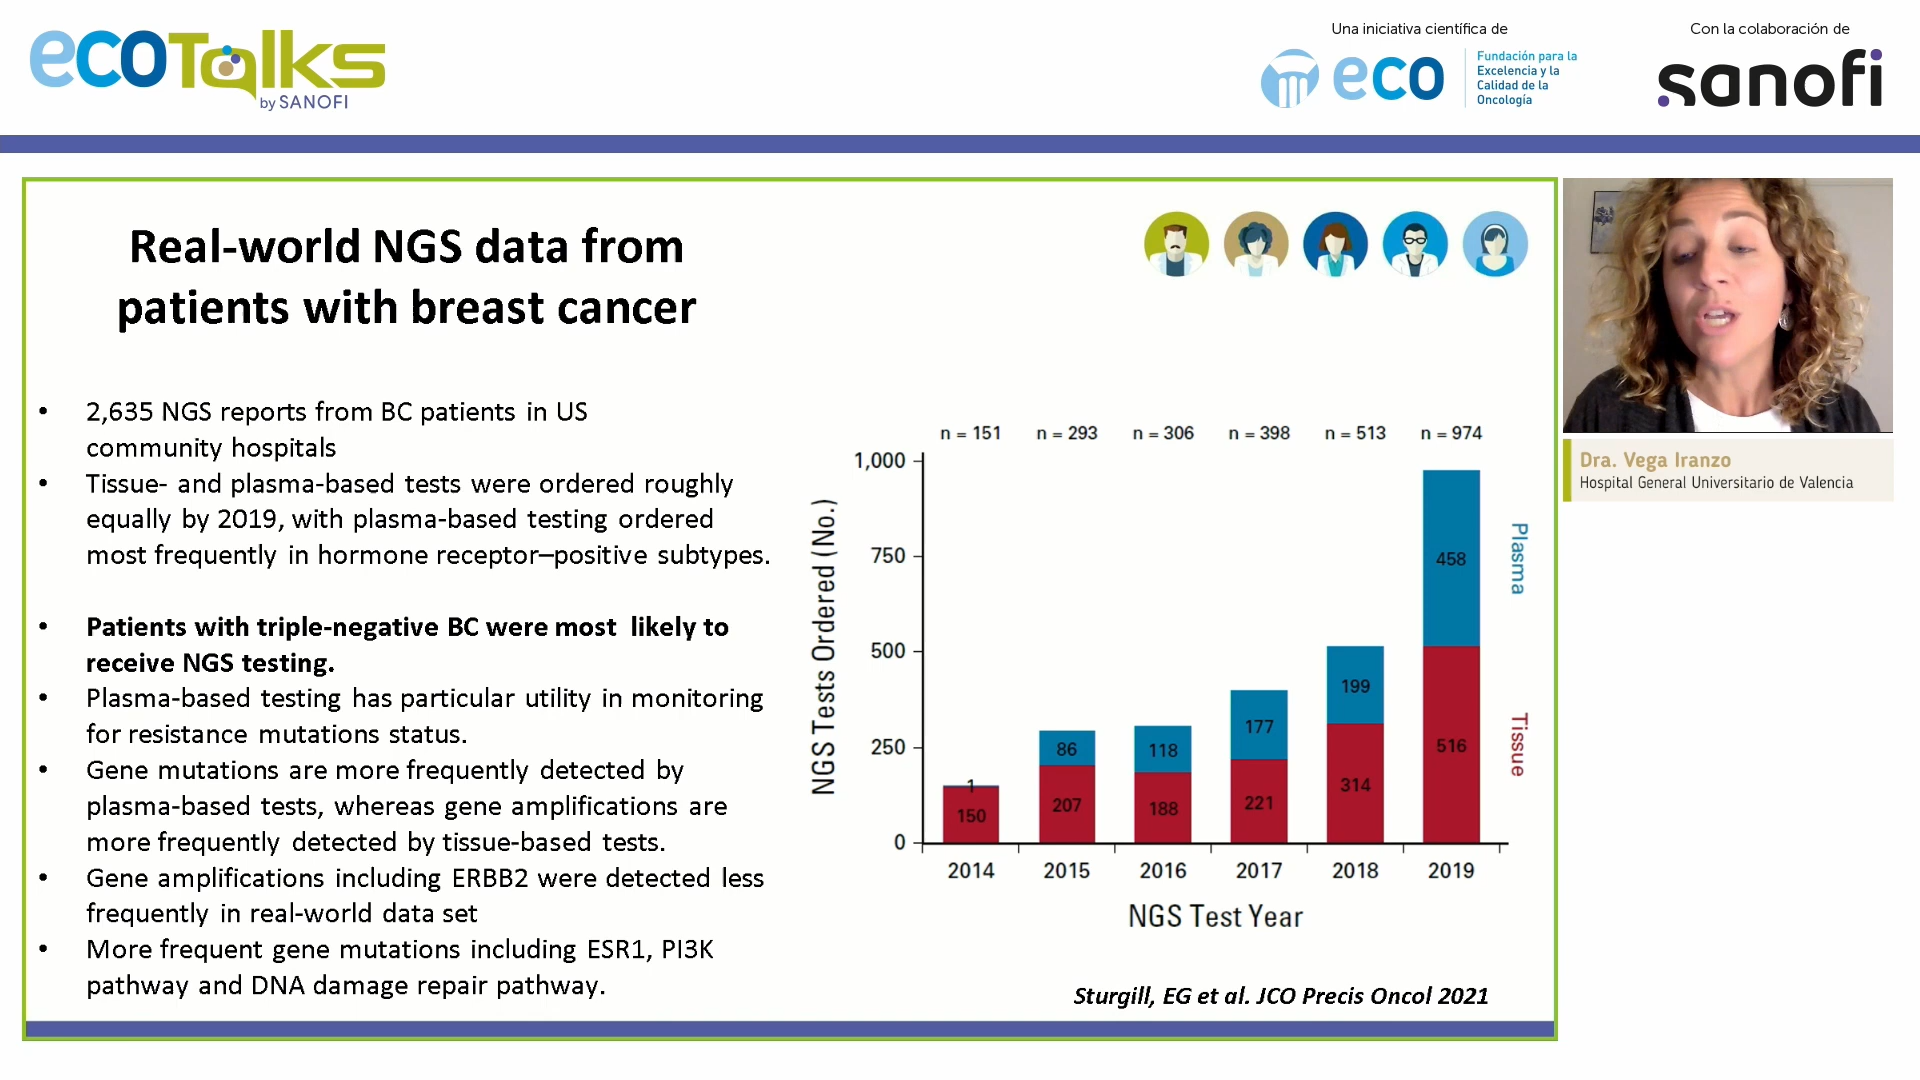 ecoTalks
by SANOFI
Una iniciativa científica de
eco
Fundación para la
Excelencia y la
Calidad de la
Oncología
Con la colaboración de
sanofi
Real-world NGS data from
patients with breast cancer
• 2,635 NGS reports from BC patients in US
community hospitals
• Tissue- and plasma-based tests were ordered roughly
equally by 2019, with plasma-based testing ordered
most frequently in hormone receptor–positive subtypes.
• Patients with triple-negative BC were most likely to
receive NGS testing.
• Plasma-based testing has particular utility in monitoring
for resistance mutations status.
• Gene mutations are more frequently detected by
plasma-based tests, whereas gene amplifications are
more frequently detected by tissue-based tests.
• Gene amplifications including ERBB2 were detected less
frequently in real-world data set
• More frequent gene mutations including ESR1, PI3K
pathway and DNA damage repair pathway.
n = 151 n = 293 n = 306 n = 398 n = 513 n = 974
NGS Tests Ordered (No.)
1,000
750
500
250
0
1
150
86
207
118
188
177
221
199
314
458
516
Plasma
Tissue
2014 2015 2016 2017 2018 2019
NGS Test Year
Sturgill, EG et al. JCO Precis Oncol 2021
Dra. Vega Iranzo
Hospital General Universitario de Valencia